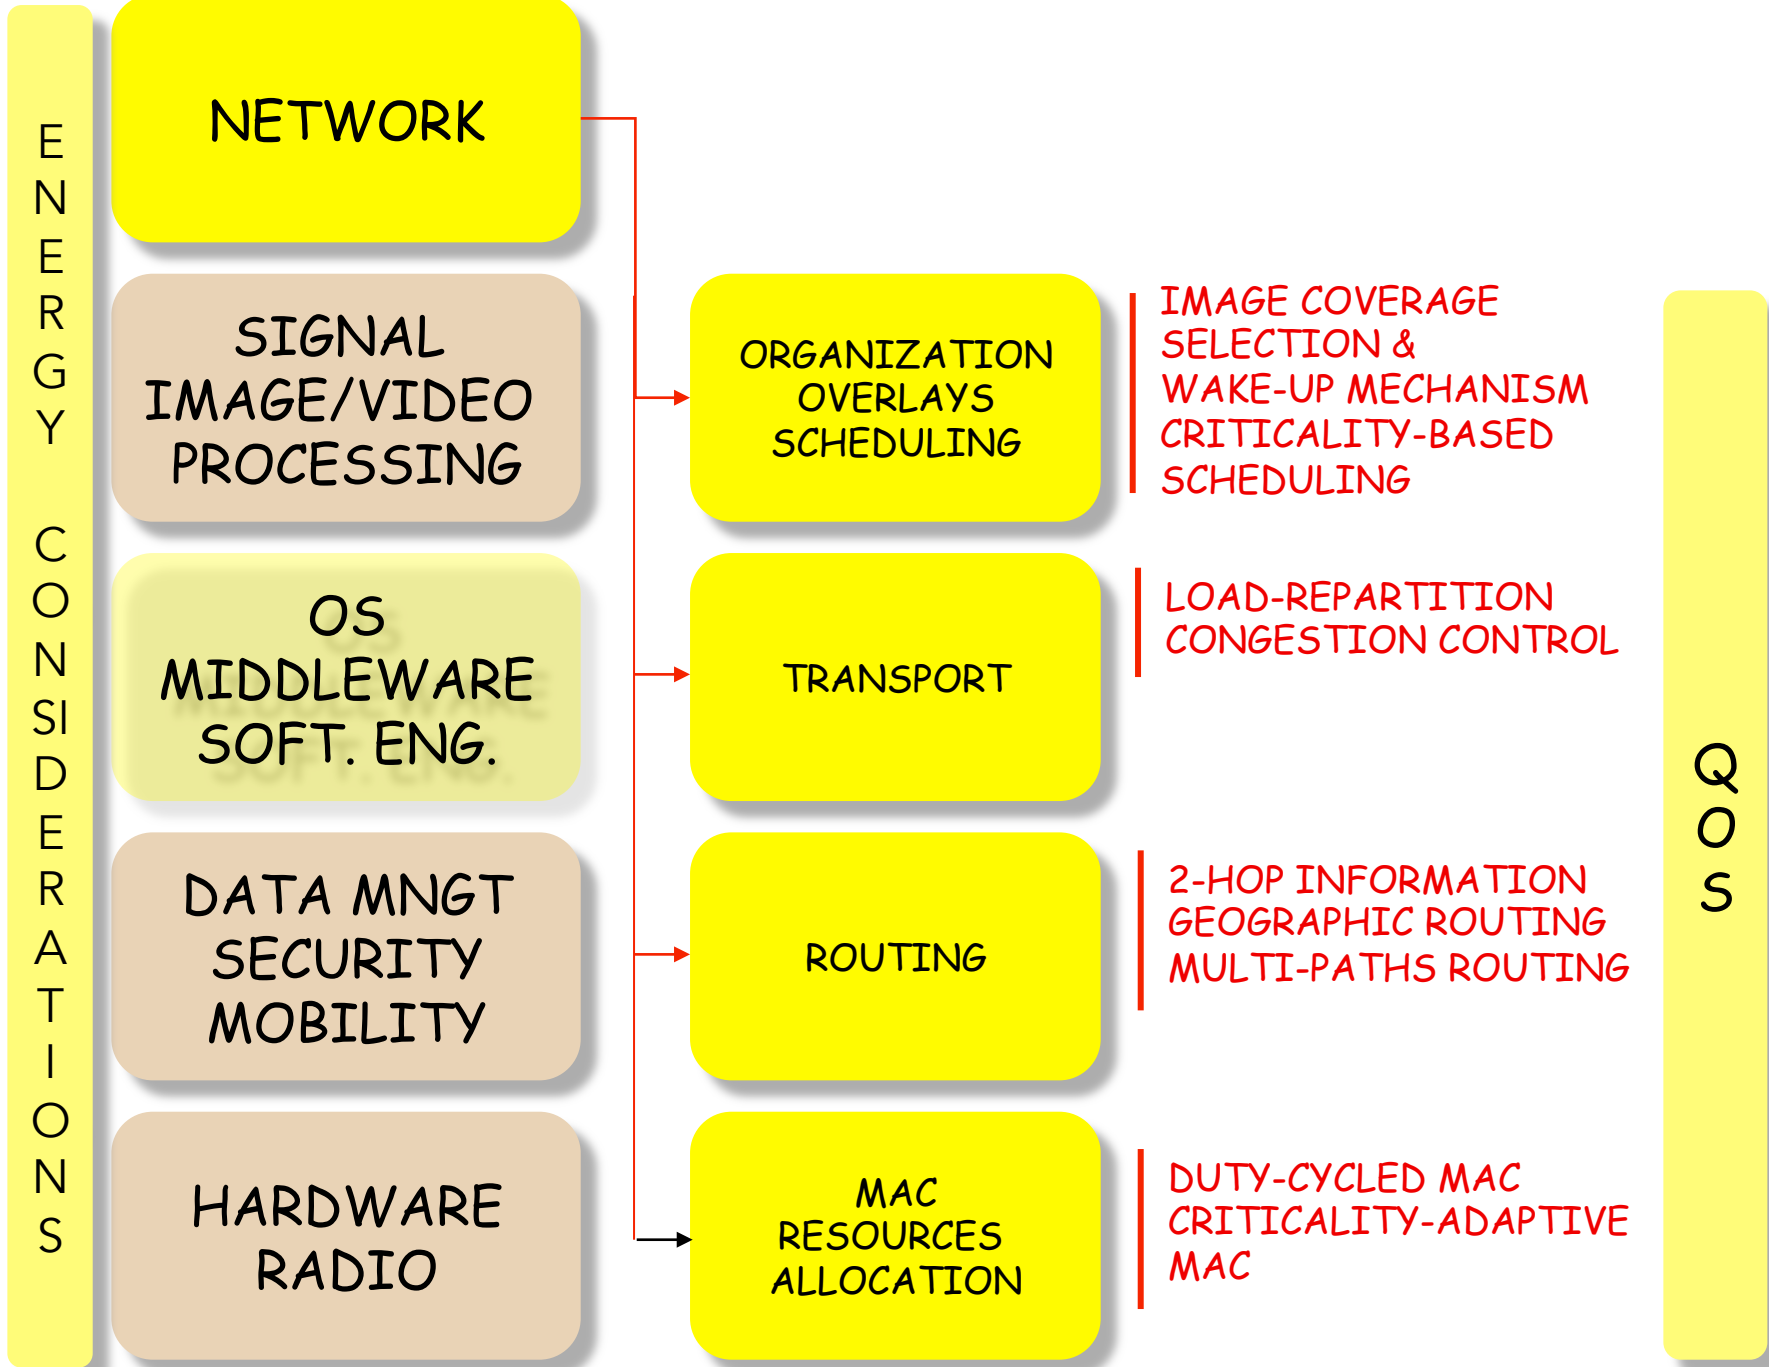 ENERGY CONSIDERATIONS
NETWORK
SIGNAL
IMAGE/VIDEO
PROCESSING
OS
MIDDLEWARE
SOFT. ENG.
DATA MNGT
SECURITY
MOBILITY
HARDWARE
RADIO
ORGANIZATION
OVERLAYS
SCHEDULING
IMAGE COVERAGE
SELECTION &
WAKE-UP MECHANISM
CRITICALITY-BASED
SCHEDULING
TRANSPORT
LOAD-REPARTITION
CONGESTION CONTROL
ROUTING
2-HOP INFORMATION
GEOGRAPHIC ROUTING
MULTI-PATHS ROUTING
MAC
RESOURCES
ALLOCATION
DUTY-CYCLED MAC
CRITICALITY-ADAPTIVE
MAC
QOS